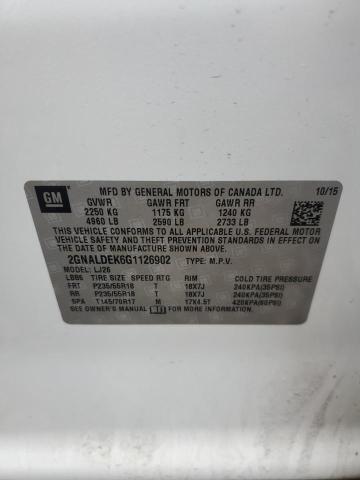 GM
MFD BY GENERAL MOTORS OF CANADA LTD. 10/15
GVWR GAWR FRT GAWR RR
2250 KG 1175 KG 1240 KG
4960 LB 2590 LB 2733 LB
THIS VEHICLE CONFORMS TO ALL APPLICABLE U.S. FEDERAL MOTOR
VEHICLE SAFETY AND THEFT PREVENTION STANDARDS IN EFFECT ON
THE DATE OF MANUFACTURE SHOWN ABOVE.
2GNALDEK6G1126902 TYPE: M.P.V.
MODEL: LJ26
LBB6 TIRE SIZE SPEED RTG RIM COLD TIRE PRESSURE
FRT P235/55R18 T 18X7J 240KPA(35PSI)
RR P235/55R18 T 18X7J 240KPA(35PSI)
SPA T145/70R17 M 17X4.5T 420KPA(60PSI)
SEE OWNER'S MANUAL FOR MORE INFORMATION.